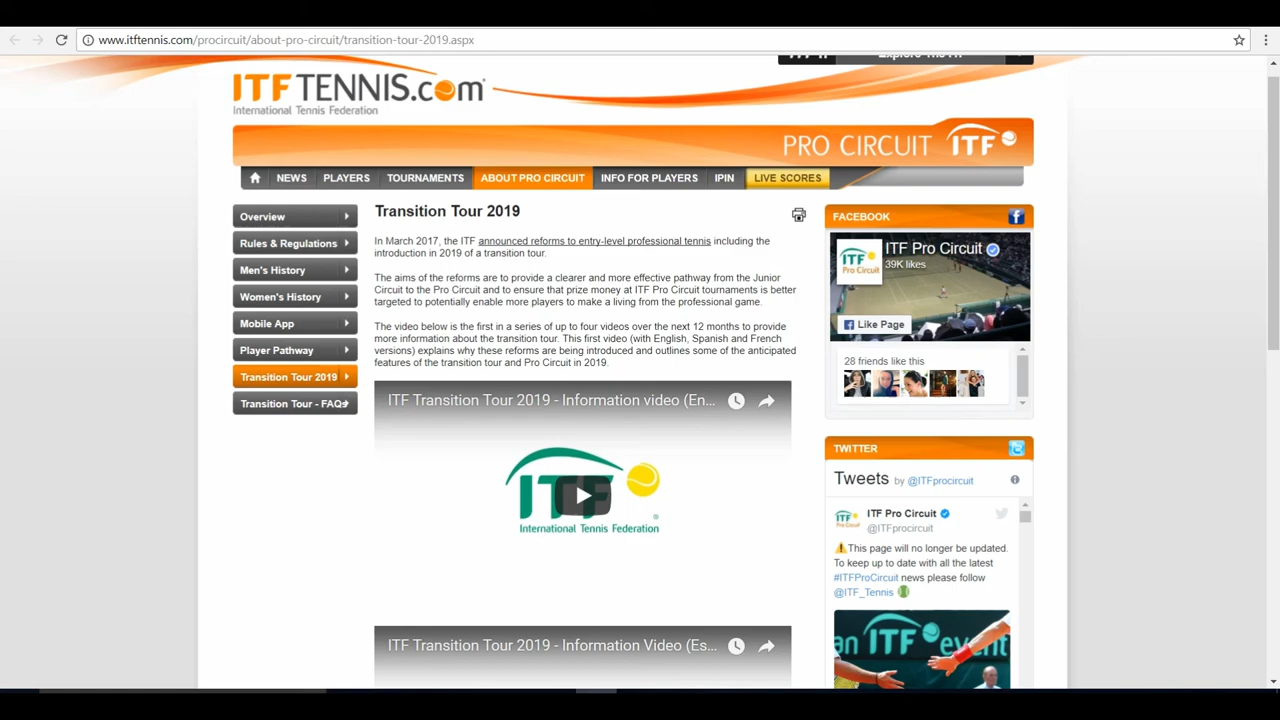 www.itftennis.com/procircuit/about-pro-circuit/transition-tour-2019.aspx
ITFTENNIS.com
International Tennis Federation
PRO CIRCUIT ITF
NEWS PLAYERS TOURNAMENTS ABOUT PRO CIRCUIT INFO FOR PLAYERS IPIN LIVE SCORES
Overview
Rules & Regulations
Men's History
Women's History
Mobile App
Player Pathway
Transition Tour 2019
Transition Tour - FAQs
Transition Tour 2019
In March 2017, the ITF announced reforms to entry-level professional tennis including the
introduction in 2019 of a transition tour.
The aims of the reforms are to provide a clearer and more effective pathway from the Junior
Circuit to the Pro Circuit and to ensure that prize money at ITF Pro Circuit tournaments is better
targeted to potentially enable more players to make a living from the professional game.
The video below is the first in a series of up to four videos over the next 12 months to provide
more information about the transition tour. This first video (with English, Spanish and French
versions) explains why these reforms are being introduced and outlines some of the anticipated
features of the transition tour and Pro Circuit in 2019.
ITF Transition Tour 2019 - Information video (En...
ITF
International Tennis Federation
ITF Transition Tour 2019 - Information Video (Es...
FACEBOOK
ITF
Pro Circuit
ITF Pro Circuit
39K likes
Like Page
28 friends like this
TWITTER
Tweets by @ITFprocircuit
ITF Pro Circuit
@ITFprocircuit
This page will no longer be updated.
To keep up to date with all the latest
#ITFProCircuit news please follow
@ITF_Tennis
an ITF event